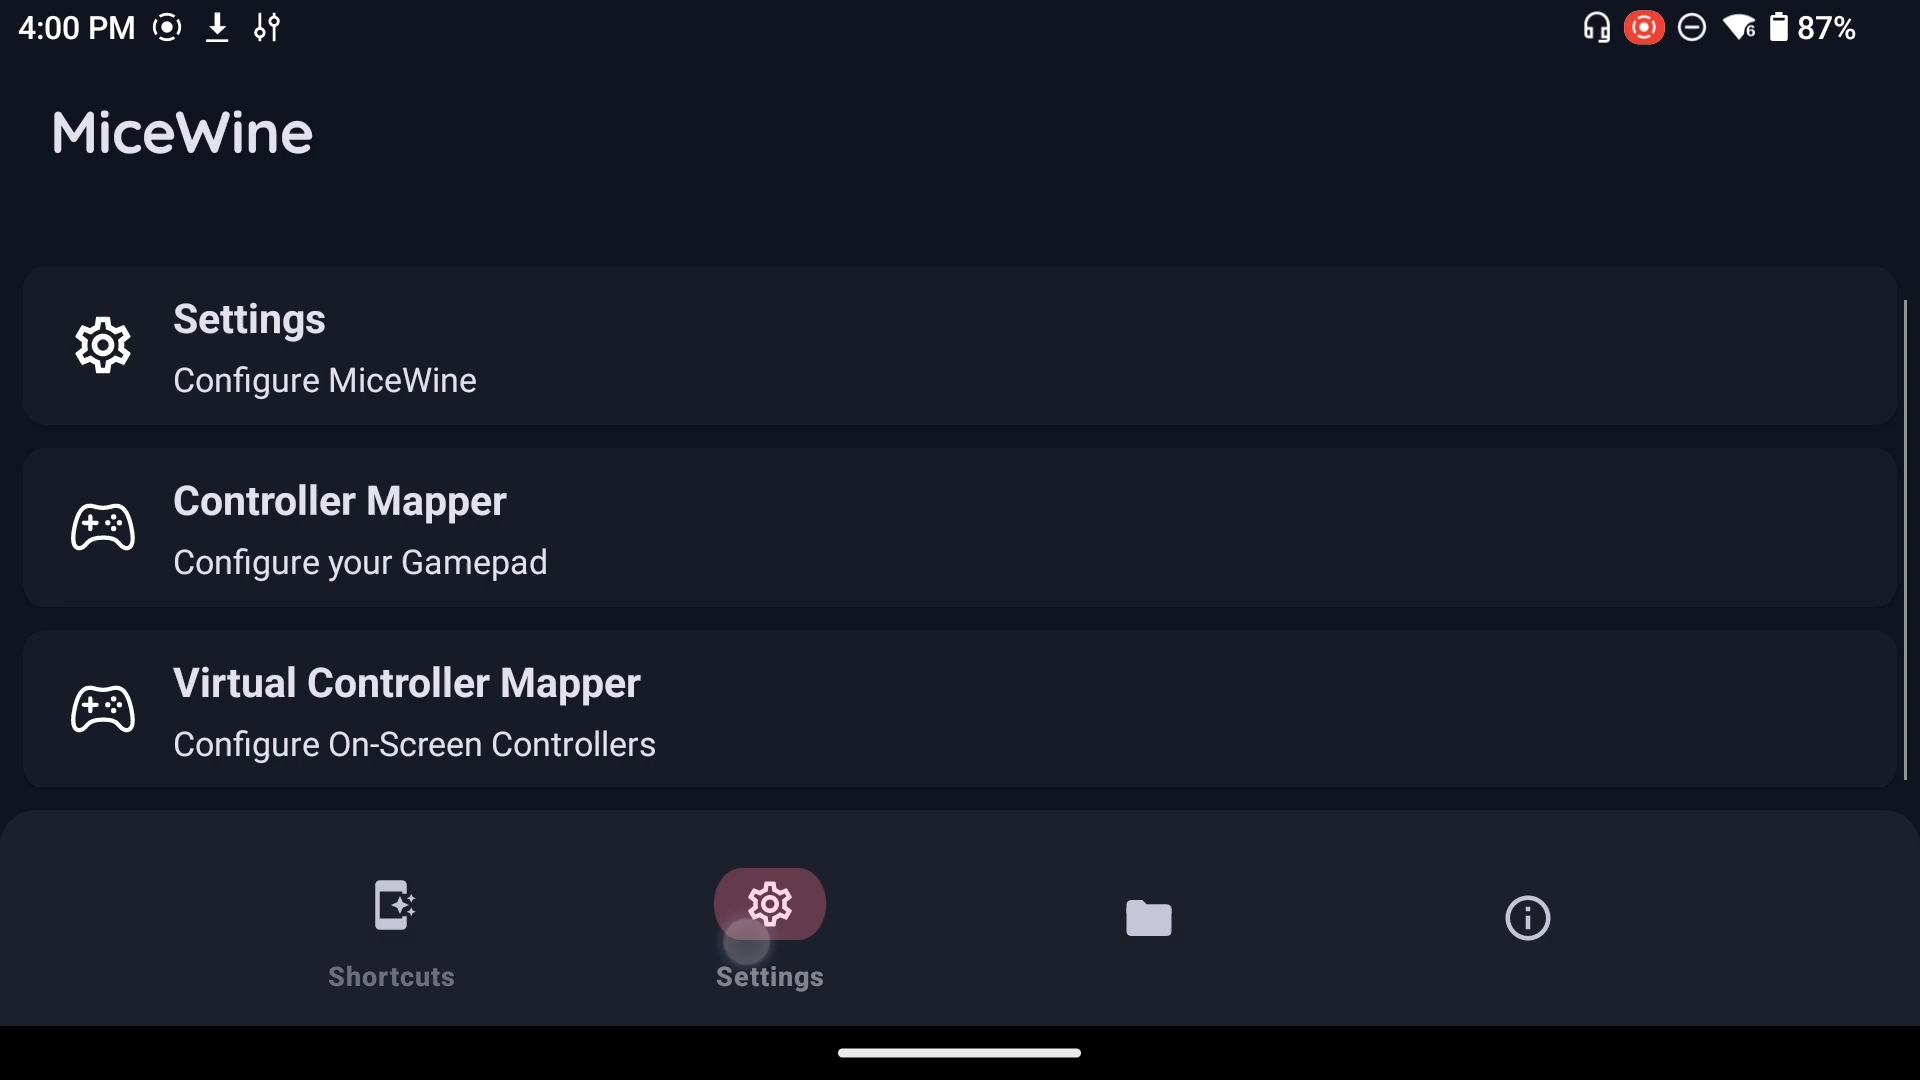 4:00 PM
6 87%
MiceWine
Settings
Configure MiceWine
Controller Mapper
Configure your Gamepad
Virtual Controller Mapper
Configure On-Screen Controllers
Shortcuts
Settings